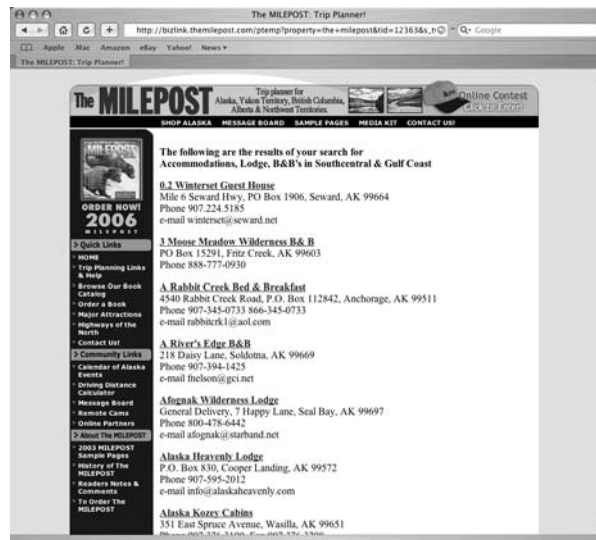 The MILEPOST: Trip Planner!
http://bizlink.themilepost.com/ptemp?property=the+milepost&tid=12363&s_t
Google
Apple .Mac Amazon eBay Yahoo! News
The MILEPOST: Trip Planner!
The MILEPOST
Trip planner for
Alaska, Yukon Territory, British Columbia,
Alberta & Northwest Territories.
Online Contest
Click to Enter!
SHOP ALASKA MESSAGE BOARD SAMPLE PAGES MEDIA KIT CONTACT US!
MILEPOST
ORDER NOW!
2006
MILEPOST
> Quick Links
HOME
Trip Planning Links
& Help
Browse Our Book
Catalog
Order a Book
Major Attractions
Highways of the
North
Contact Us!
> Community Links
Calendar of Alaska
Events
Driving Distance
Calculator
Message Board
Remote Cams
Online Partners
> About The MILEPOST
2003 MILEPOST
Sample Pages
History of The
MILEPOST
Readers Notes &
Comments
To Order The
MILEPOST
The following are the results of your search for
Accommodations, Lodge, B&B's in Southcentral & Gulf Coast
0.2 Winterset Guest House
Mile 6 Seward Hwy, PO Box 1906, Seward, AK 99664
Phone 907.224.5185
e-mail winterset@seward.net
3 Moose Meadow Wilderness B& B
PO Box 15291, Fritz Creek, AK 99603
Phone 888-777-0930
A Rabbit Creek Bed & Breakfast
4540 Rabbit Creek Road, P.O. Box 112842, Anchorage, AK 99511
Phone 907-345-0733 866-345-0733
e-mail rabbitcrk1@aol.com
A River's Edge B&B
218 Daisy Lane, Soldotna, AK 99669
Phone 907-394-1425
e-mail fnelson@gci.net
Afognak Wilderness Lodge
General Delivery, 7 Happy Lane, Seal Bay, AK 99697
Phone 800-478-6442
e-mail afognak@starband.net
Alaska Heavenly Lodge
P.O. Box 830, Cooper Landing, AK 99572
Phone 907-595-2012
e-mail info@alaskaheavenly.com
Alaska Kozey Cabins
351 East Spruce Avenue, Wasilla, AK 99651